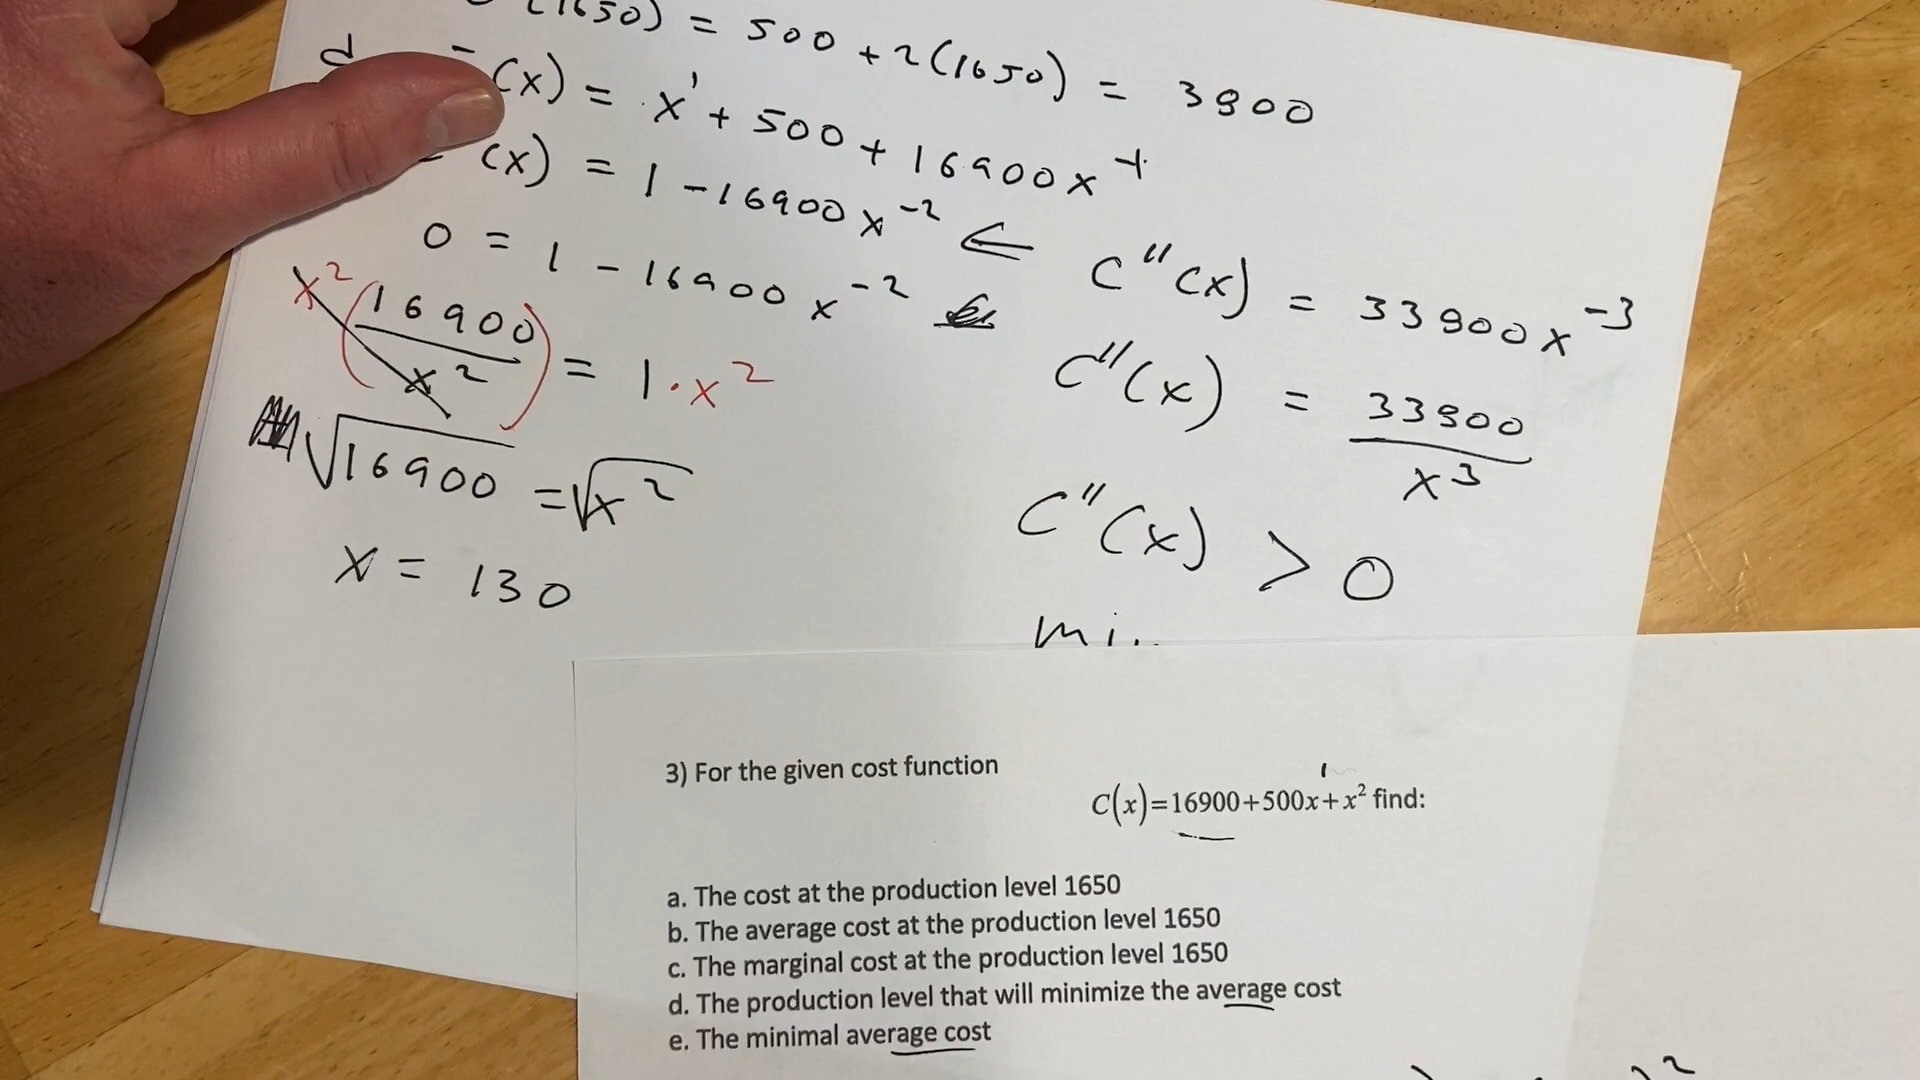 (1650) = 500 + 2(1650) = 3800
d (x) = x¹ + 500 + 16900x⁻¹
(x) = 1 - 16900x⁻²
0 = 1 - 16900x⁻²
C''(x) = 33800x⁻³
x²(16900/x²) = 1·x²
C''(x) = 33800/x³
√16900 = √x²
C''(x) > 0
x = 130
3) For the given cost function
C(x)=16900+500x+x² find:
a. The cost at the production level 1650
b. The average cost at the production level 1650
c. The marginal cost at the production level 1650
d. The production level that will minimize the average cost
e. The minimal average cost